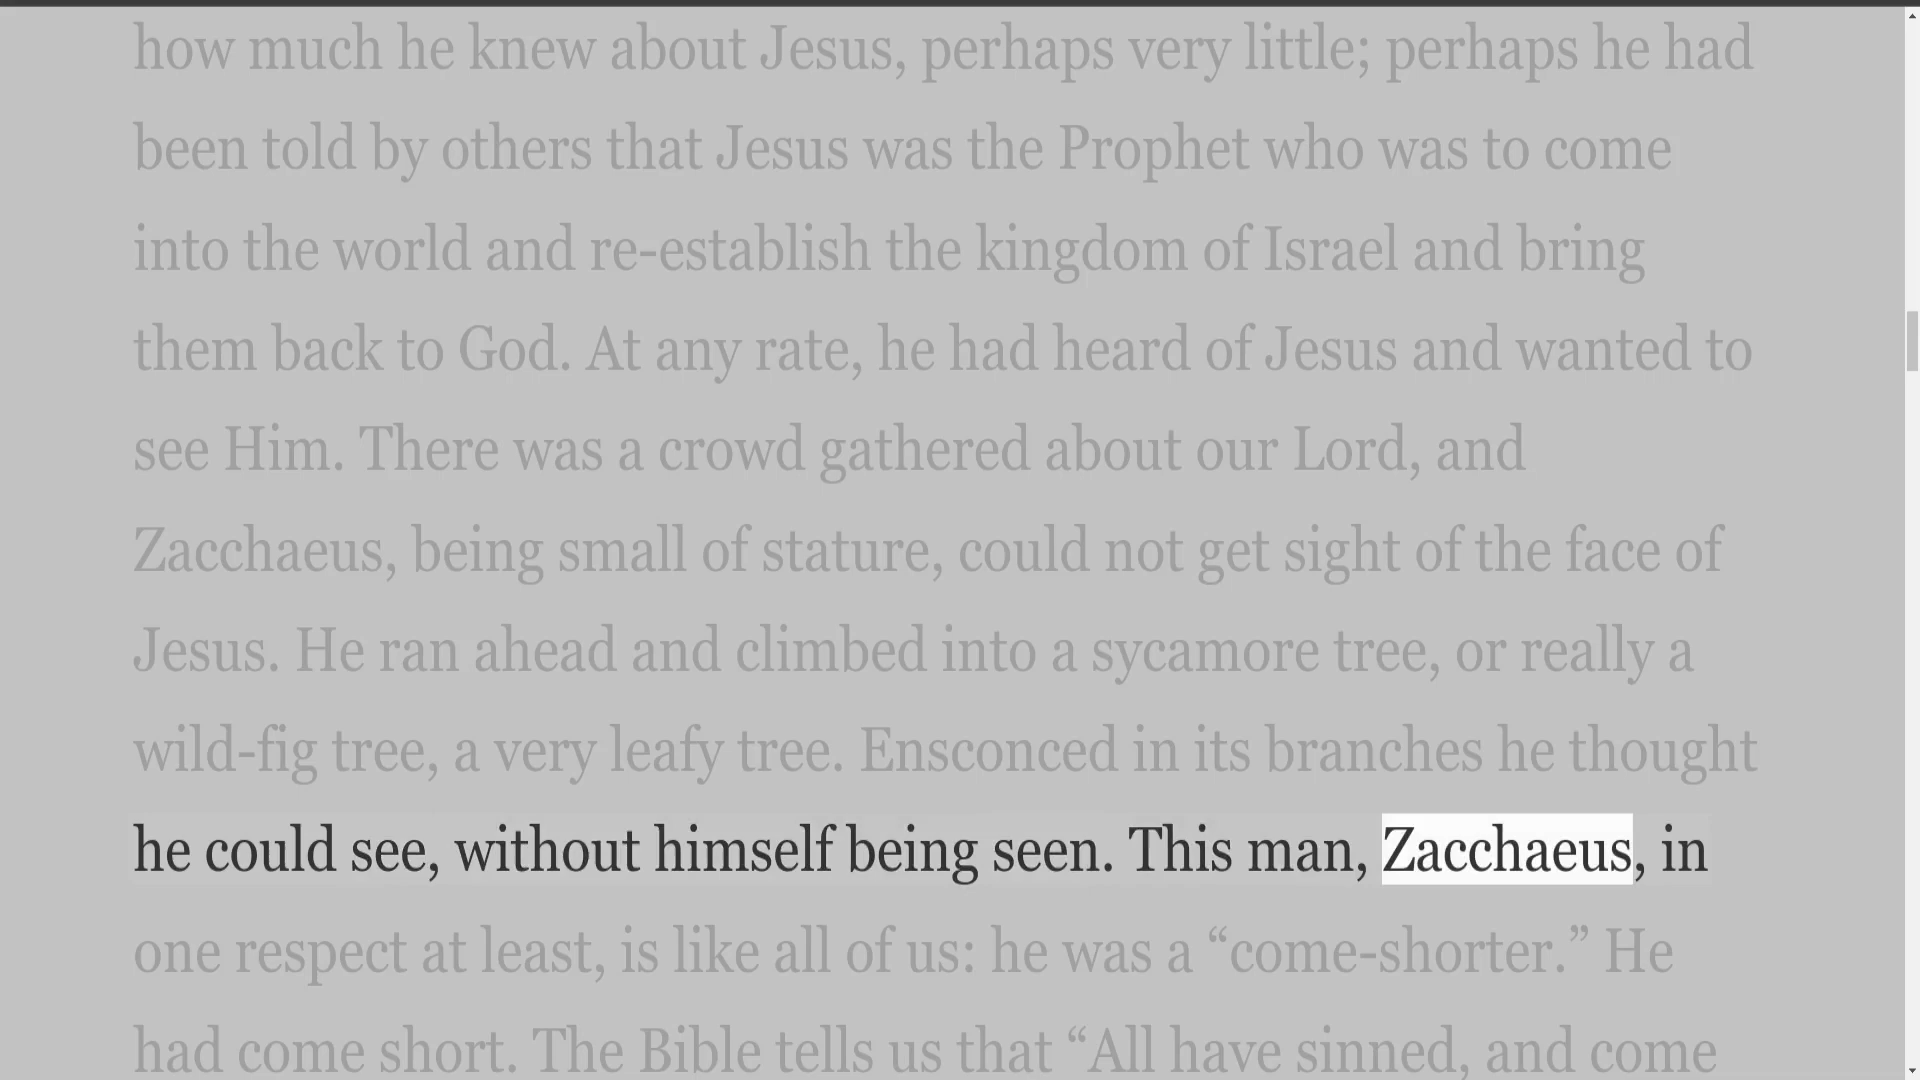 how much he knew about Jesus, perhaps very little; perhaps he had
been told by others that Jesus was the Prophet who was to come
into the world and re-establish the kingdom of Israel and bring
them back to God. At any rate, he had heard of Jesus and wanted to
see Him. There was a crowd gathered about our Lord, and
Zacchaeus, being small of stature, could not get sight of the face of
Jesus. He ran ahead and climbed into a sycamore tree, or really a
wild-fig tree, a very leafy tree. Ensconced in its branches he thought
he could see, without himself being seen. This man, Zacchaeus, in
one respect at least, is like all of us: he was a “come-shorter.” He
had come short. The Bible tells us that “All have sinned, and come